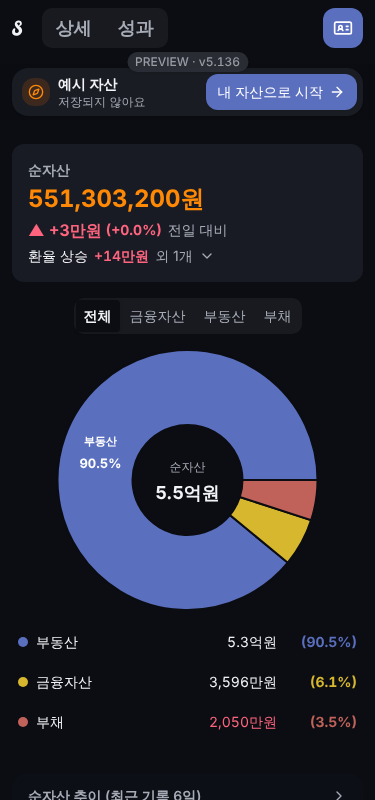 S
상세 성과
PREVIEW · v5.136
예시 자산
저장되지 않아요
내 자산으로 시작 →
순자산
551,303,200원
▲ +3만원 (+0.0%) 전일 대비
환율 상승 +14만원 외 1개
전체 금융자산 부동산 부채
부동산
90.5%
순자산
5.5억원
부동산 5.3억원 (90.5%)
금융자산 3,596만원 (6.1%)
부채 2,050만원 (3.5%)
순자산 추이 (최근 기록 6일)